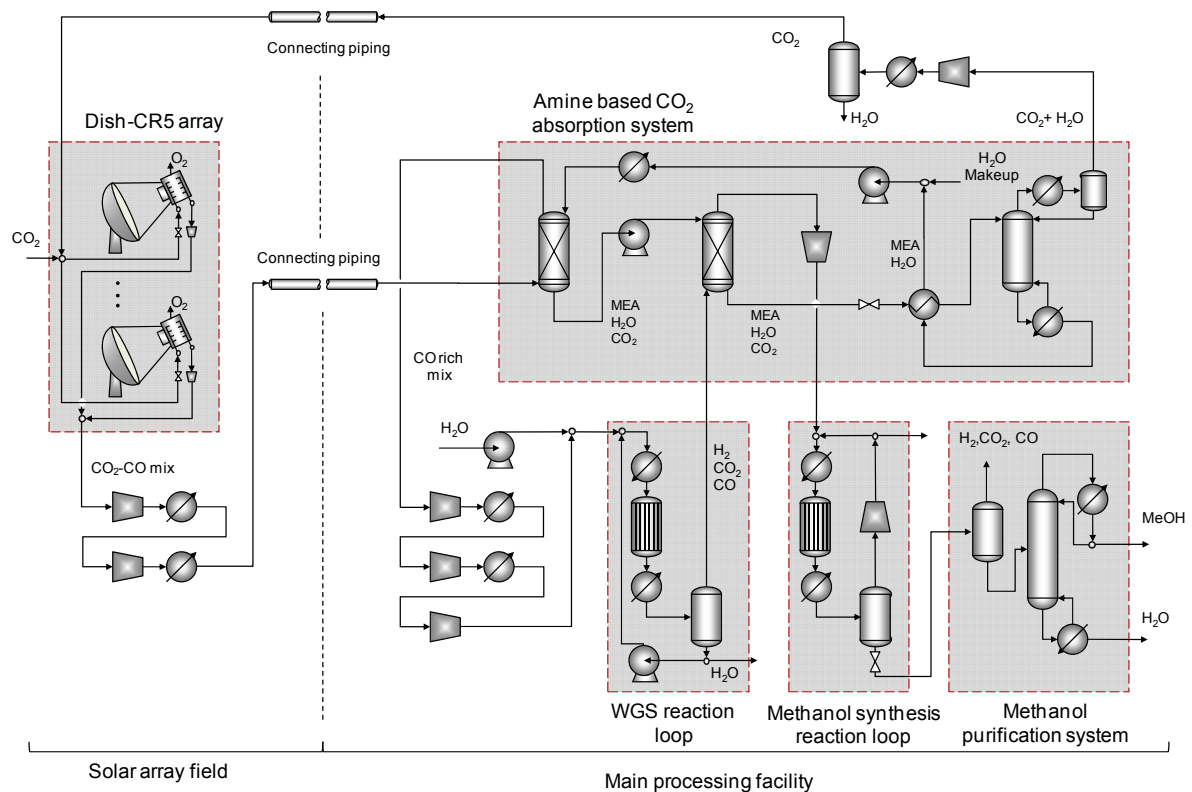 CO₂
Connecting piping
H₂O
CO₂+ H₂O
Dish-CR5 array
Amine based CO₂
absorption system
O₂
H₂O
Makeup
CO₂
Connecting piping
MEA
H₂O
O₂
MEA
H₂O
CO₂
MEA
H₂O
CO₂
CO rich
mix
H₂O
H₂
CO₂
CO
H₂,CO₂, CO
CO₂-CO mix
MeOH
H₂O
H₂O
WGS reaction
loop
Methanol synthesis
reaction loop
Methanol
purification system
Solar array field
Main processing facility